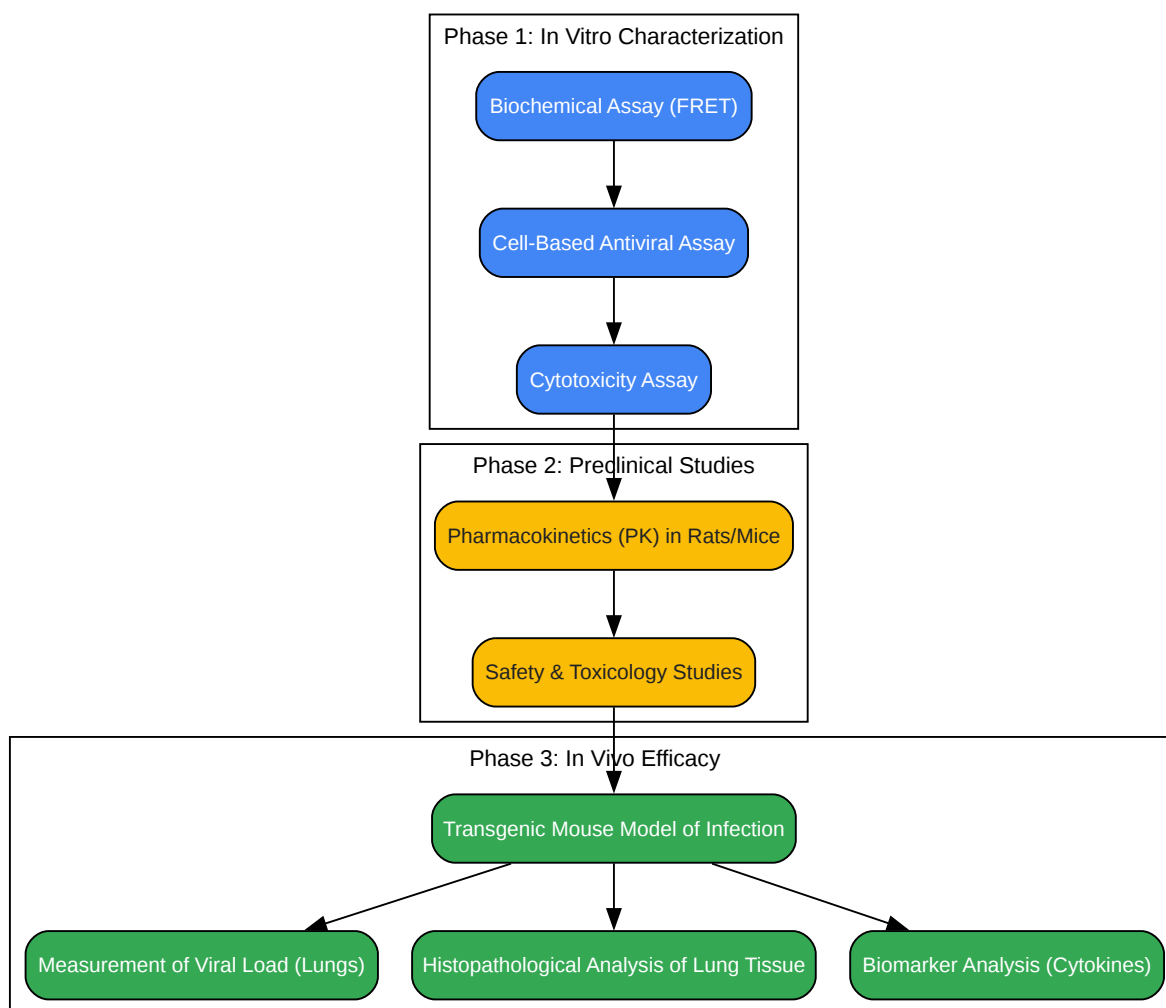 Phase 1: In Vitro Characterization
Biochemical Assay (FRET)
Cell-Based Antiviral Assay
Cytotoxicity Assay
Phase 2: Preclinical Studies
Pharmacokinetics (PK) in Rats/Mice
Safety & Toxicology Studies
Phase 3: In Vivo Efficacy
Transgenic Mouse Model of Infection
Measurement of Viral Load (Lungs)
Histopathological Analysis of Lung Tissue
Biomarker Analysis (Cytokines)